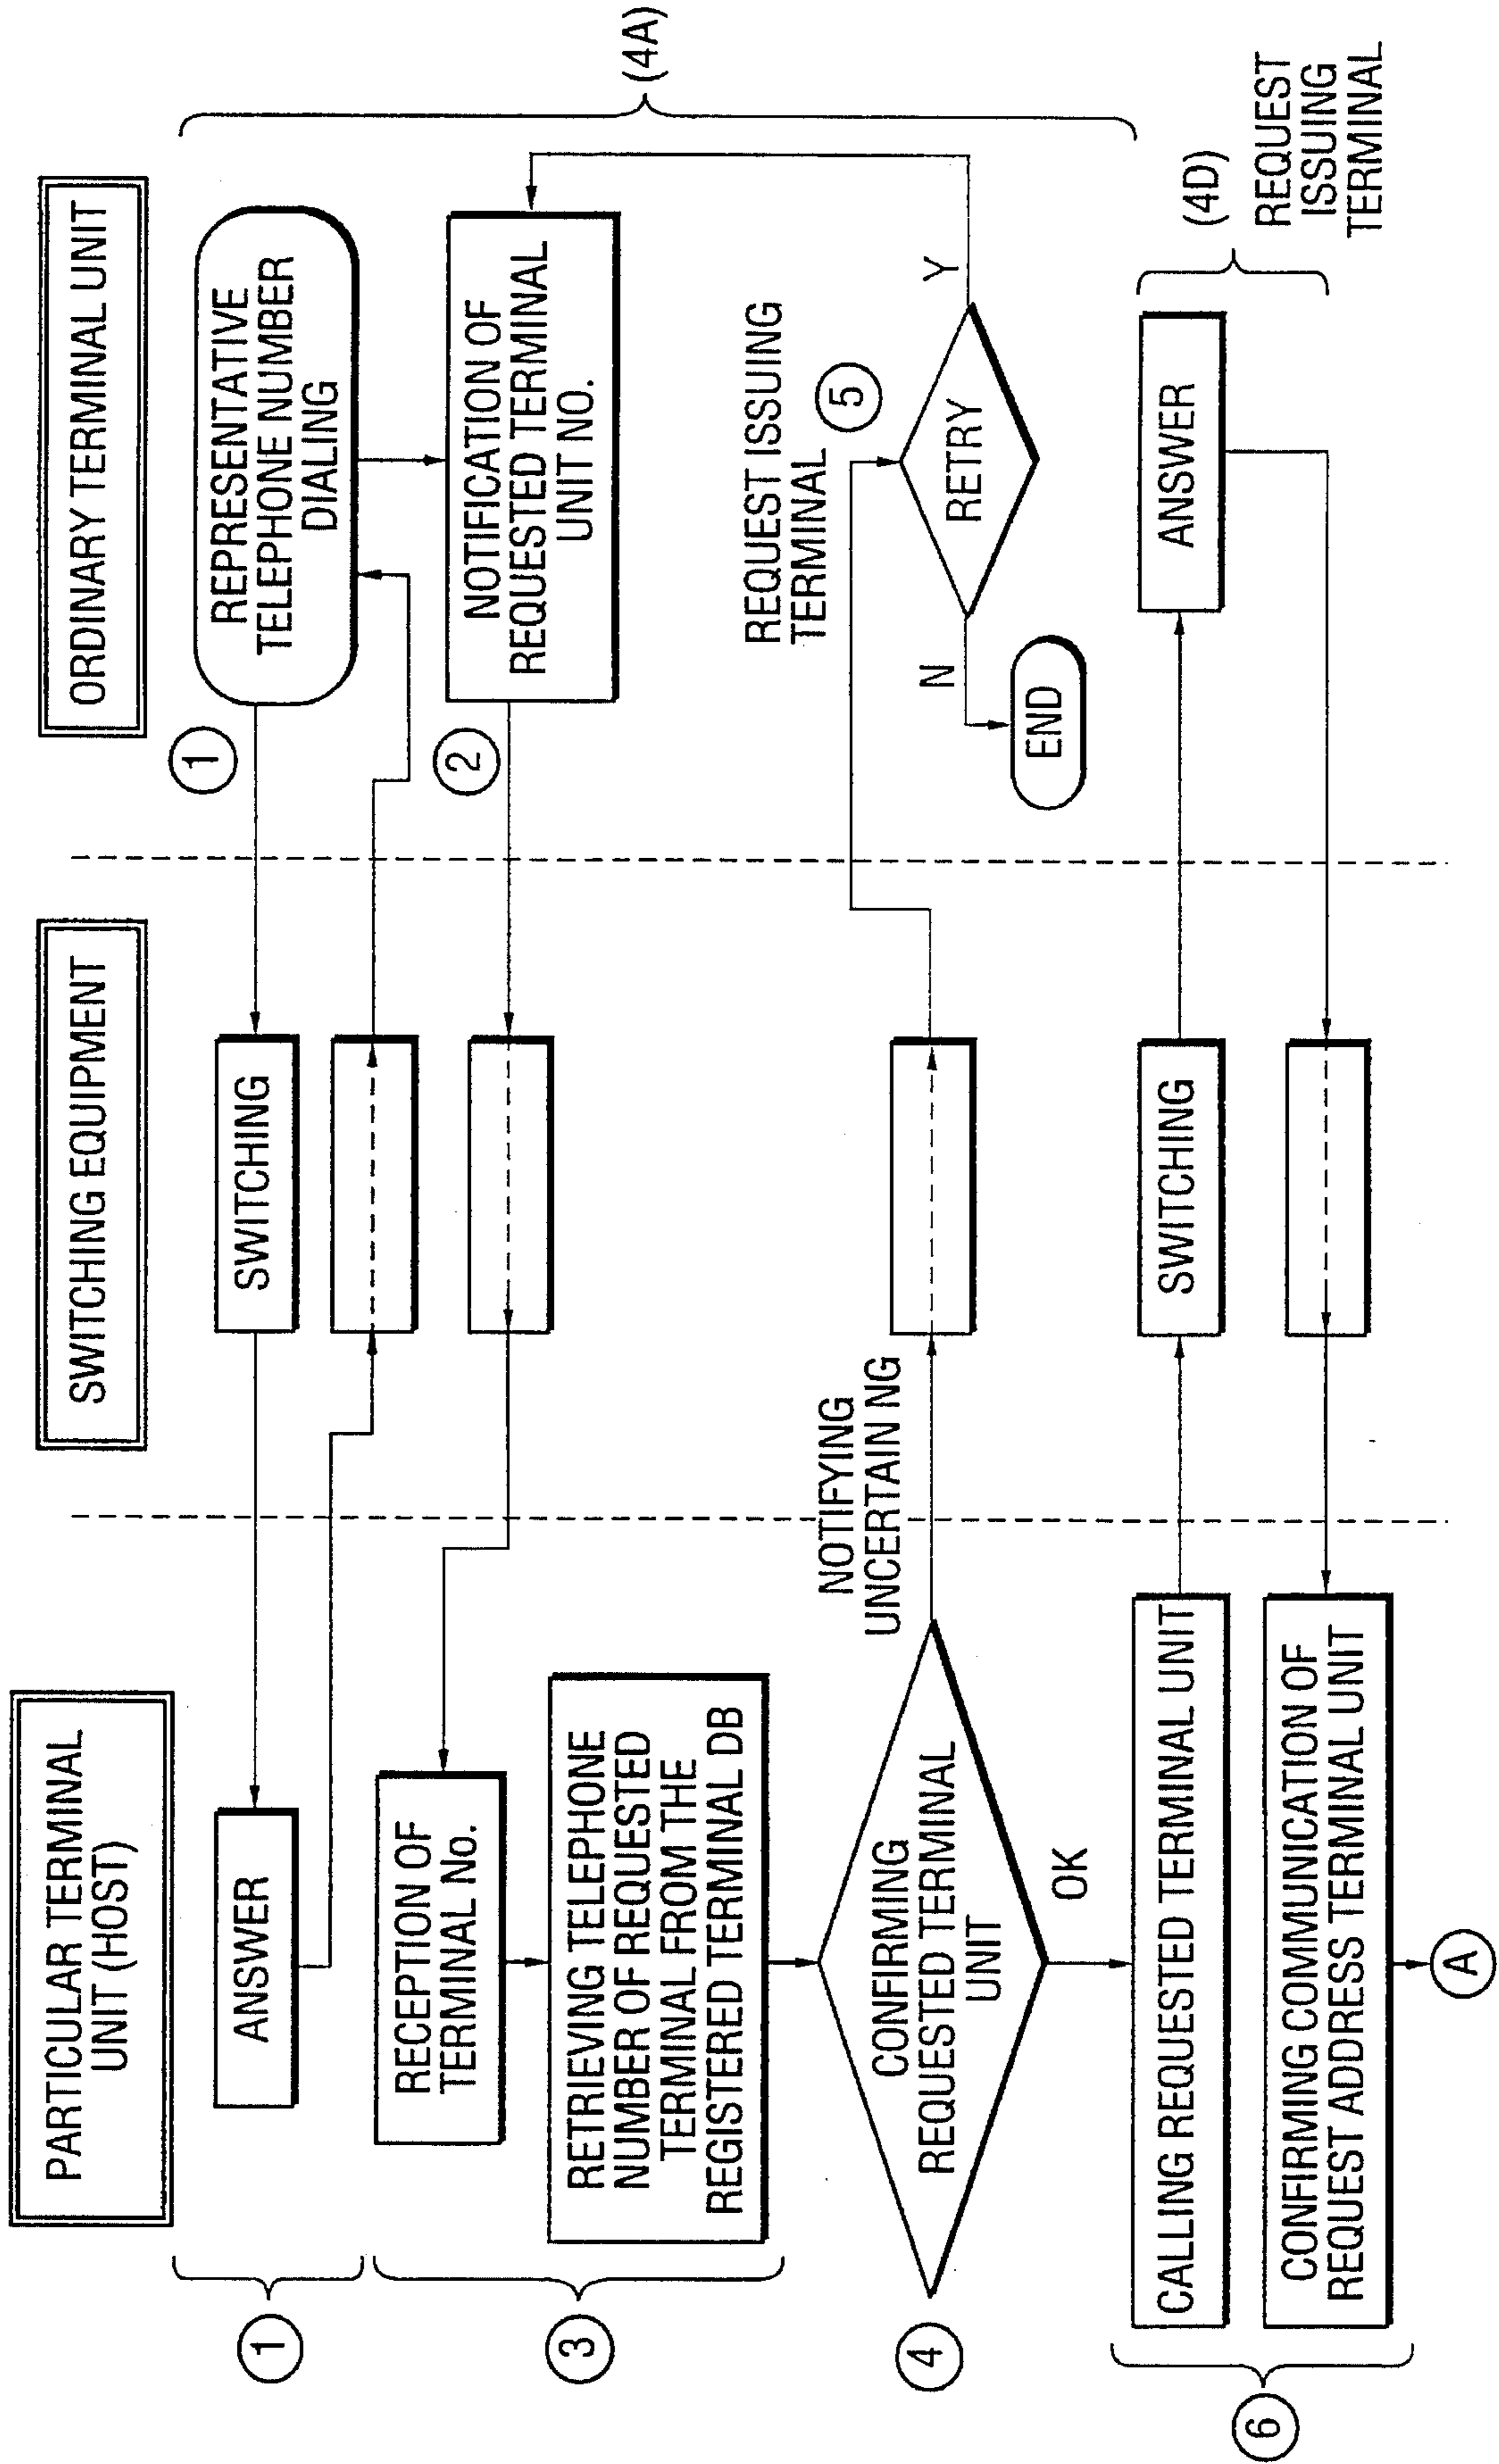 PARTICULAR TERMINAL
UNIT (HOST)
SWITCHING EQUIPMENT
ORDINARY TERMINAL UNIT
1
ANSWER
SWITCHING
1
REPRESENTATIVE
TELEPHONE NUMBER
DIALING
(4A)
3
RECEPTION OF
TERMINAL No.
2
NOTIFICATION OF
REQUESTED TERMINAL
UNIT NO.
RETRIEVING TELEPHONE
NUMBER OF REQUESTED
TERMINAL FROM THE
REGISTERED TERMINAL DB
4
CONFIRMING
REQUESTED TERMINAL
UNIT
NOTIFYING
UNCERTAIN NG
REQUEST ISSUING
TERMINAL
5
RETRY
Y
N
END
OK
6
CALLING REQUESTED TERMINAL UNIT
SWITCHING
ANSWER
(4D)
REQUEST
ISSUING
TERMINAL
CONFIRMING COMMUNICATION OF
REQUEST ADDRESS TERMINAL UNIT
A